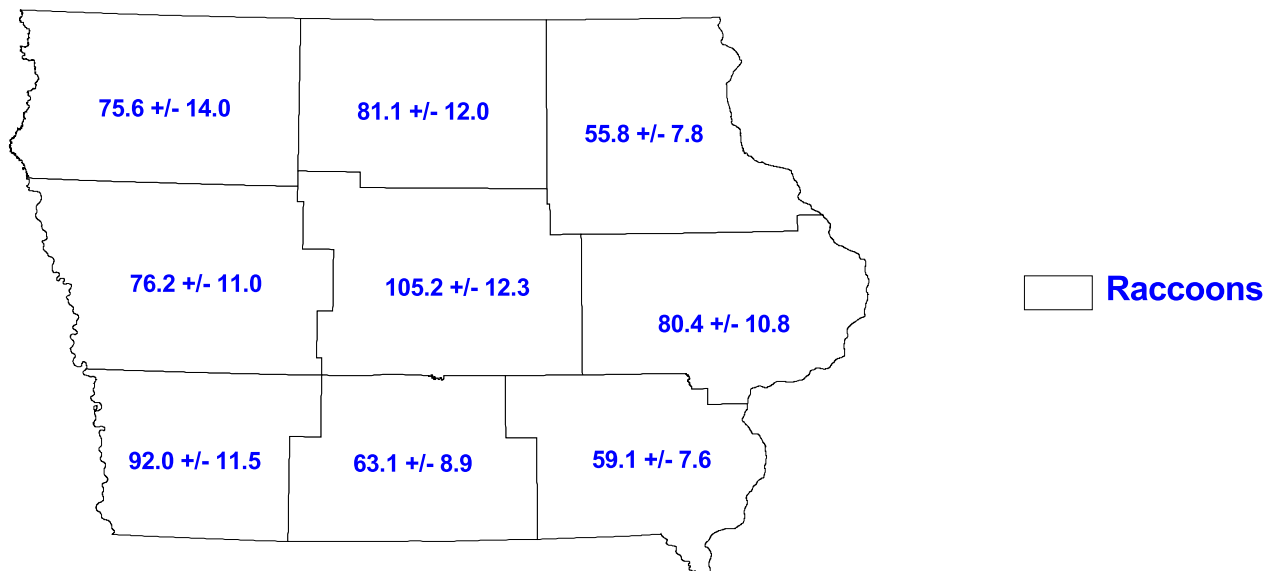 75.6 +/- 14.0
81.1 +/- 12.0
55.8 +/- 7.8
76.2 +/- 11.0
105.2 +/- 12.3
80.4 +/- 10.8
Raccoons
92.0 +/- 11.5
63.1 +/- 8.9
59.1 +/- 7.6